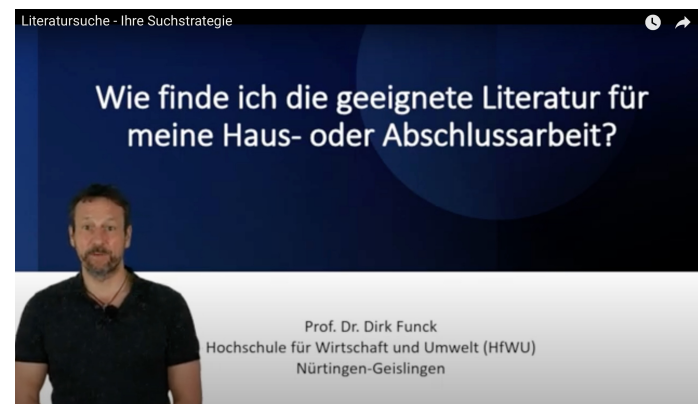 Literatursuche - Ihre Suchstrategie
Wie finde ich die geeignete Literatur für
meine Haus- oder Abschlussarbeit?
Prof. Dr. Dirk Funck
Hochschule für Wirtschaft und Umwelt (HfWU)
Nürtingen-Geislingen